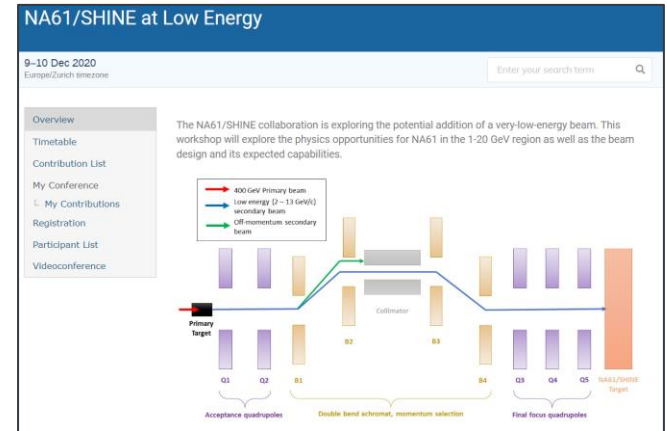 NA61/SHINE at Low Energy
9–10 Dec 2020
Europe/Zurich timezone
Enter your search term
Overview
Timetable
Contribution List
My Conference
My Contributions
Registration
Participant List
Videoconference
The NA61/SHINE collaboration is exploring the potential addition of a very-low-energy beam. This
workshop will explore the physics opportunities for NA61 in the 1-20 GeV region as well as the beam
design and its expected capabilities.
400 GeV Primary beam
Low energy (2 – 13 GeV/c)
secondary beam
Off-momentum secondary
beam
Collimator
Primary
Target
B2
B3
Q1
Q2
B1
B4
Q3
Q4
Q5
NA61/SHINE
Target
Acceptance quadrupoles
Double bend achromat, momentum selection
Final focus quadrupoles